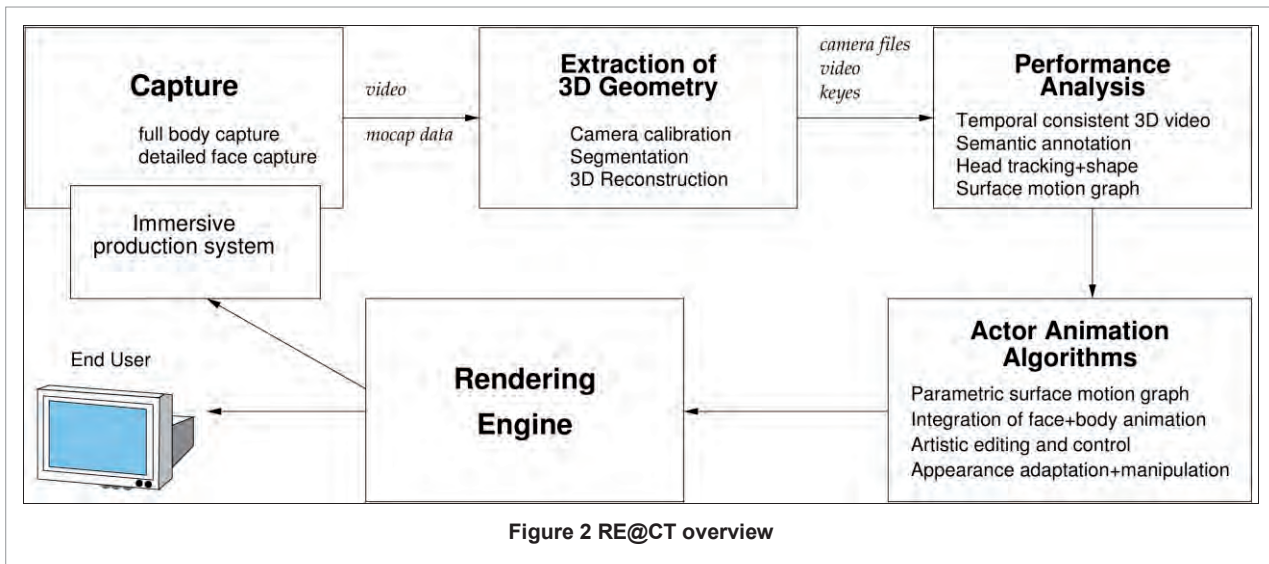 Capture
full body capture
detailed face capture
Immersive
production system
video
mocap data
Extraction of
3D Geometry
Camera calibration
Segmentation
3D Reconstruction
camera files
video
keyes
Performance
Analysis
Temporal consistent 3D video
Semantic annotation
Head tracking+shape
Surface motion graph
Actor Animation
Algorithms
Parametric surface motion graph
Integration of face+body animation
Artistic editing and control
Appearance adaptation+manipulation
Rendering
Engine
End User
Figure 2 RE@CT overview